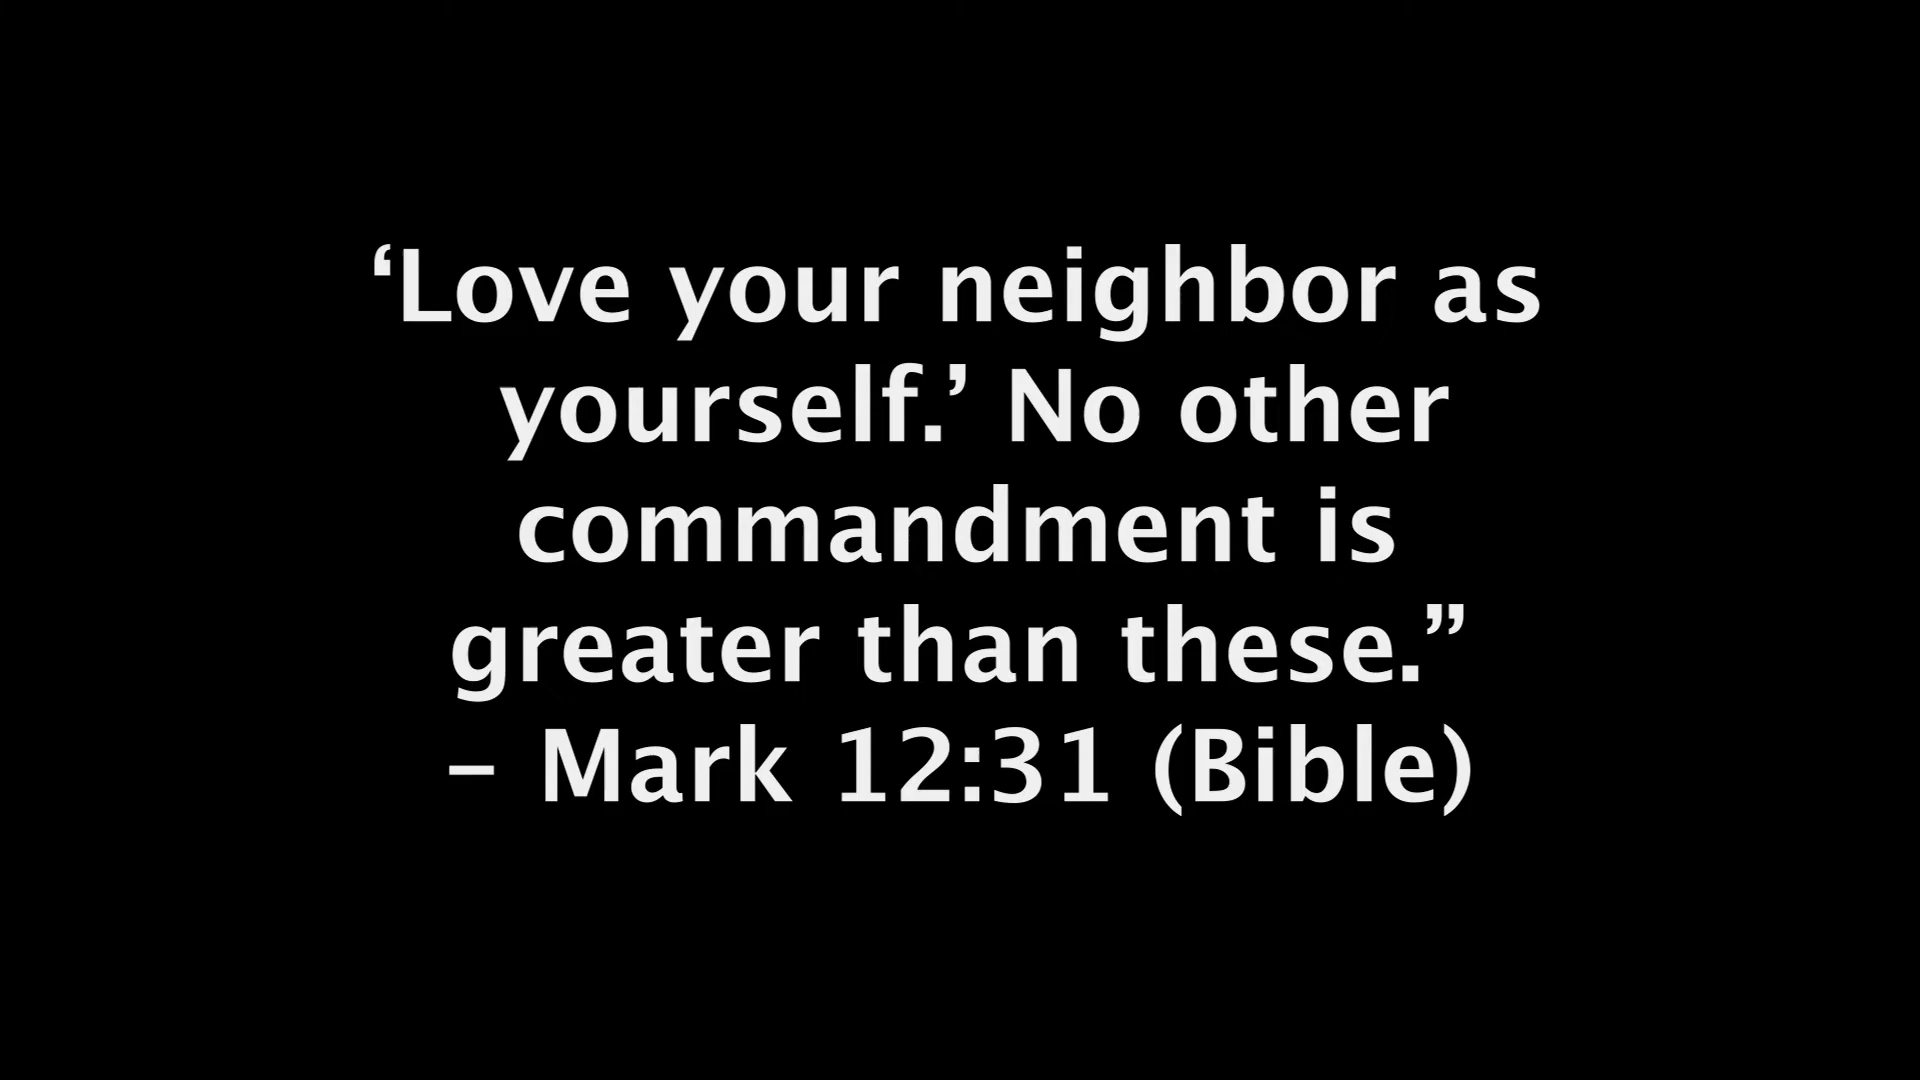 ‘Love your neighbor as
yourself.’ No other
commandment is
greater than these.”
– Mark 12:31 (Bible)